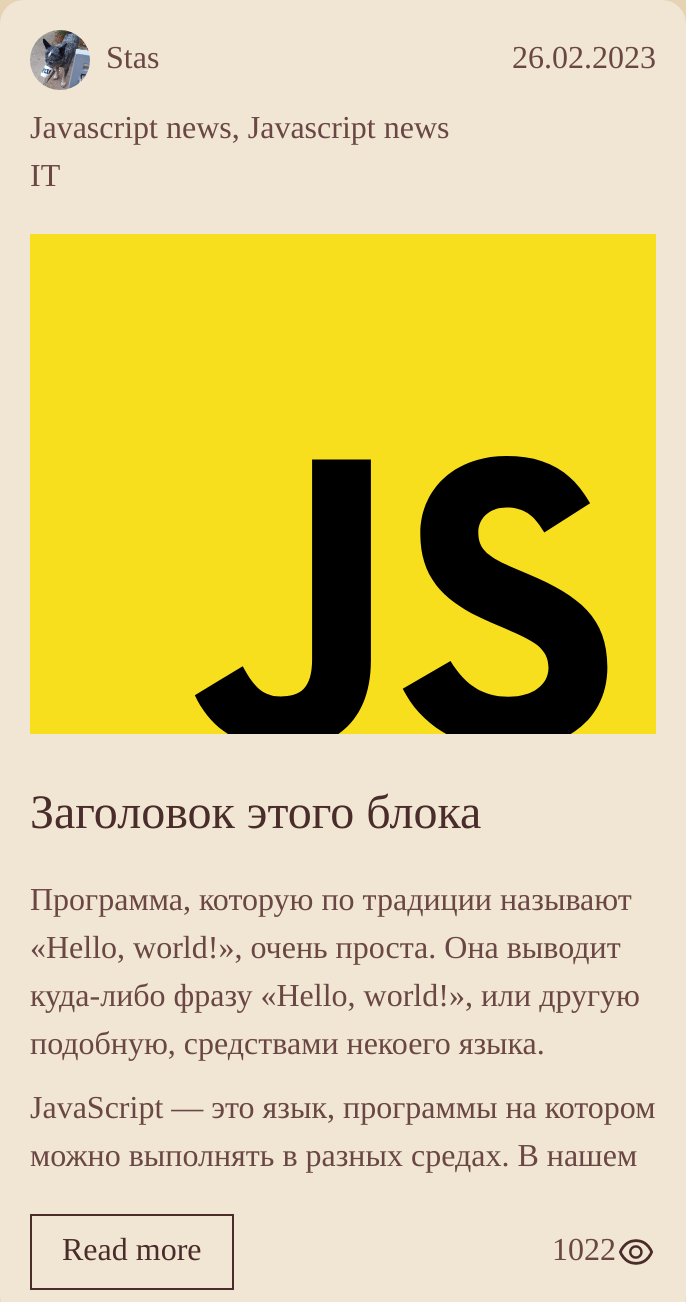 Stas
26.02.2023
Javascript news, Javascript news
IT
JS
Заголовок этого блока
Программа, которую по традиции называют
«Hello, world!», очень проста. Она выводит
куда-либо фразу «Hello, world!», или другую
подобную, средствами некоего языка.
JavaScript — это язык, программы на котором
можно выполнять в разных средах. В нашем
Read more
1022